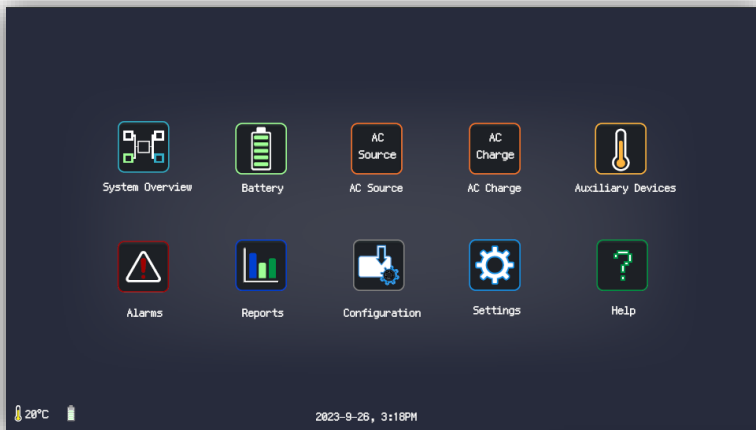 AC
Source
AC
Charge
System Overview
Battery
AC Source
AC Charge
Auxiliary Devices
?
Alarms
Reports
Configuration
Settings
Help
20°C
2023-9-26, 3:18PM